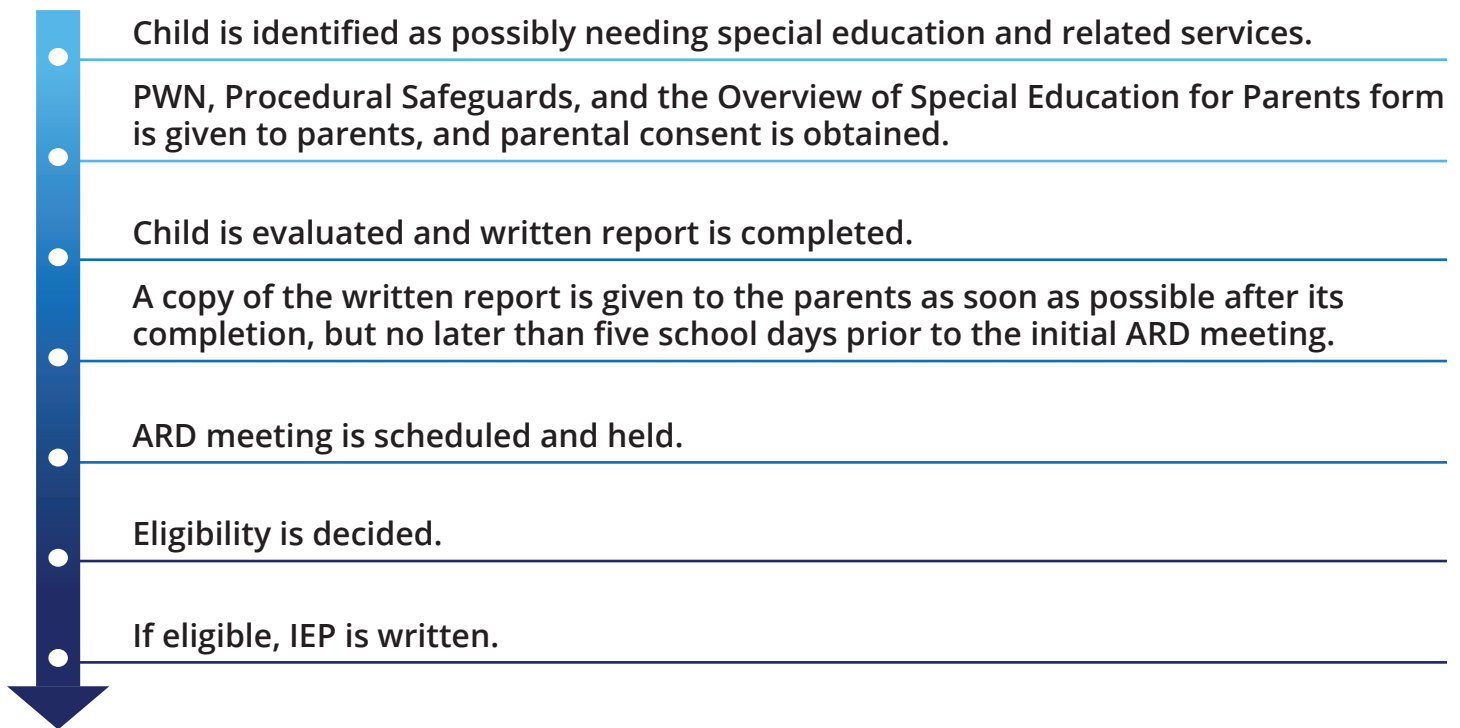 Child is identified as possibly needing special education and related services.
PWN, Procedural Safeguards, and the Overview of Special Education for Parents form
is given to parents, and parental consent is obtained.
Child is evaluated and written report is completed.
A copy of the written report is given to the parents as soon as possible after its
completion, but no later than five school days prior to the initial ARD meeting.
ARD meeting is scheduled and held.
Eligibility is decided.
If eligible, IEP is written.